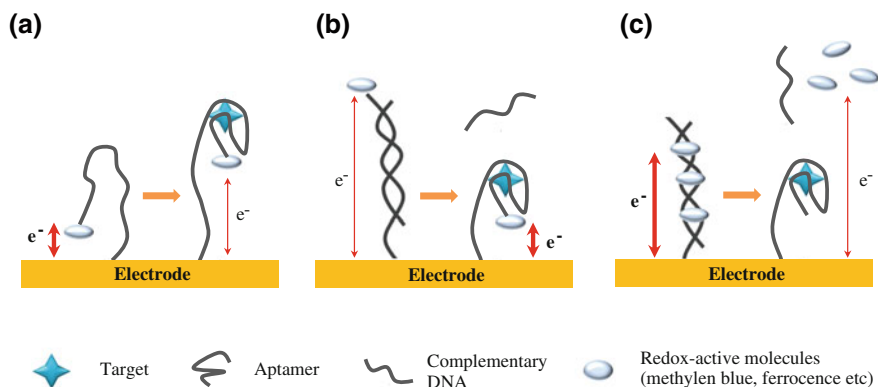 (a)
(b)
(c)
e-
e-
e-
e-
e-
e-
Electrode
Electrode
Electrode
Target
Aptamer
Complementary
DNA
Redox-active molecules
(methylen blue, ferrocence etc)